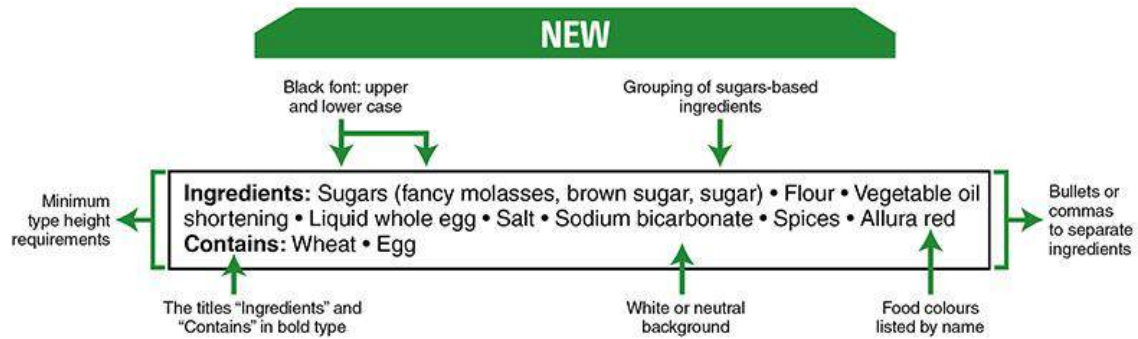 NEW
Black font: upper
and lower case
Grouping of sugars-based
ingredients
Minimum
type height
requirements
Ingredients: Sugars (fancy molasses, brown sugar, sugar) • Flour • Vegetable oil
shortening • Liquid whole egg • Salt • Sodium bicarbonate • Spices • Allura red
Contains: Wheat • Egg
Bullets or
commas
to separate
ingredients
The titles “Ingredients” and
“Contains” in bold type
White or neutral
background
Food colours
listed by name